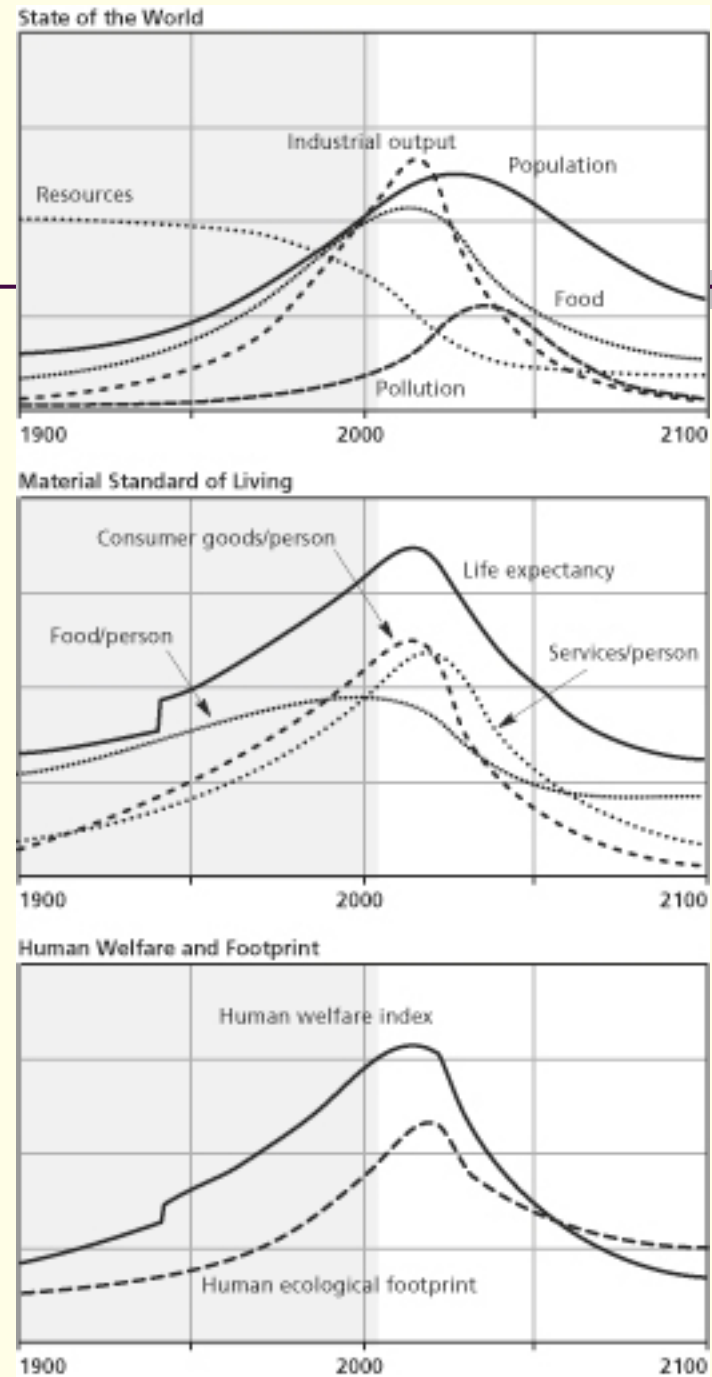 State of the World
Industrial output
Population
Resources
Food
Pollution
1900 2000 2100
Material Standard of Living
Consumer goods/person
Life expectancy
Food/person
Services/person
1900 2000 2100
Human Welfare and Footprint
Human welfare index
Human ecological footprint
1900 2000 2100